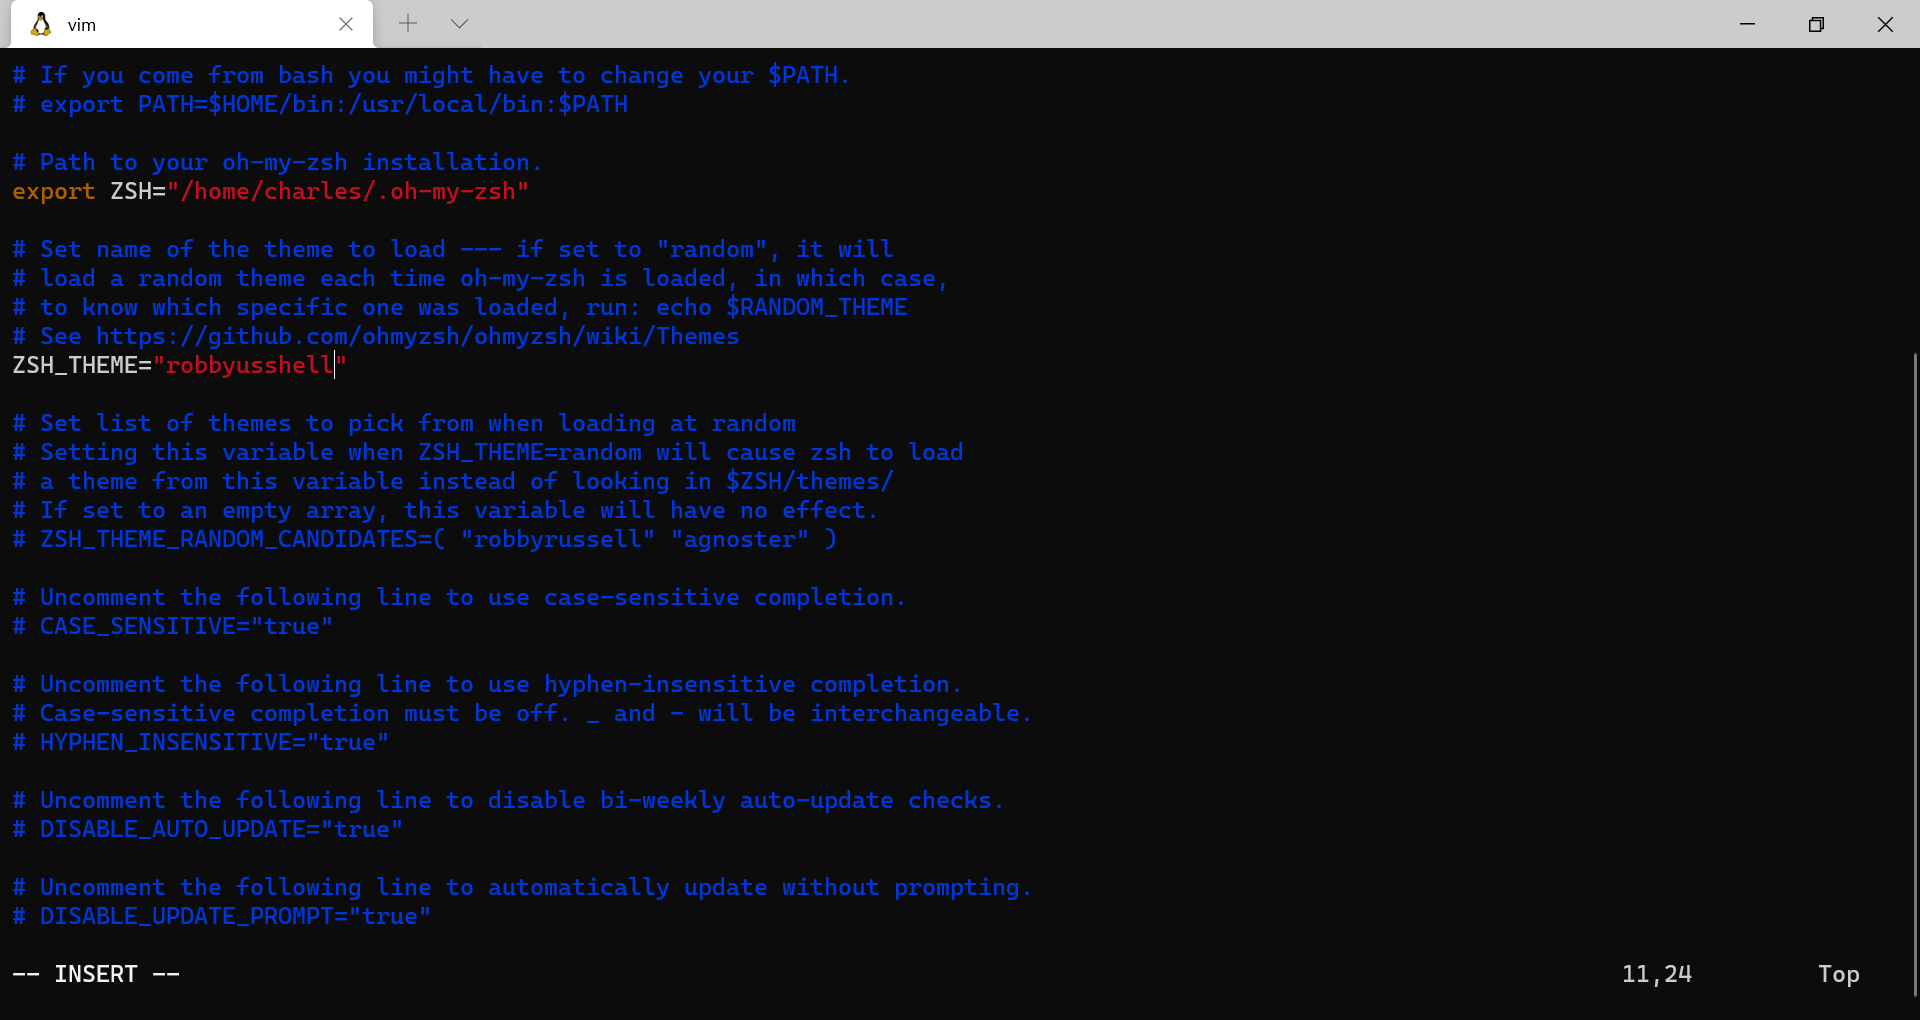 vim
# If you come from bash you might have to change your $PATH.
# export PATH=$HOME/bin:/usr/local/bin:$PATH
# Path to your oh-my-zsh installation.
export ZSH="/home/charles/.oh-my-zsh"
# Set name of the theme to load --- if set to "random", it will
# load a random theme each time oh-my-zsh is loaded, in which case,
# to know which specific one was loaded, run: echo $RANDOM_THEME
# See https://github.com/ohmyzsh/ohmyzsh/wiki/Themes
ZSH_THEME="robbyusshell"
# Set list of themes to pick from when loading at random
# Setting this variable when ZSH_THEME=random will cause zsh to load
# a theme from this variable instead of looking in $ZSH/themes/
# If set to an empty array, this variable will have no effect.
# ZSH_THEME_RANDOM_CANDIDATES=( "robbyrussell" "agnoster" )
# Uncomment the following line to use case-sensitive completion.
# CASE_SENSITIVE="true"
# Uncomment the following line to use hyphen-insensitive completion.
# Case-sensitive completion must be off. _ and - will be interchangeable.
# HYPHEN_INSENSITIVE="true"
# Uncomment the following line to disable bi-weekly auto-update checks.
# DISABLE_AUTO_UPDATE="true"
# Uncomment the following line to automatically update without prompting.
# DISABLE_UPDATE_PROMPT="true"
-- INSERT -- 11,24 Top